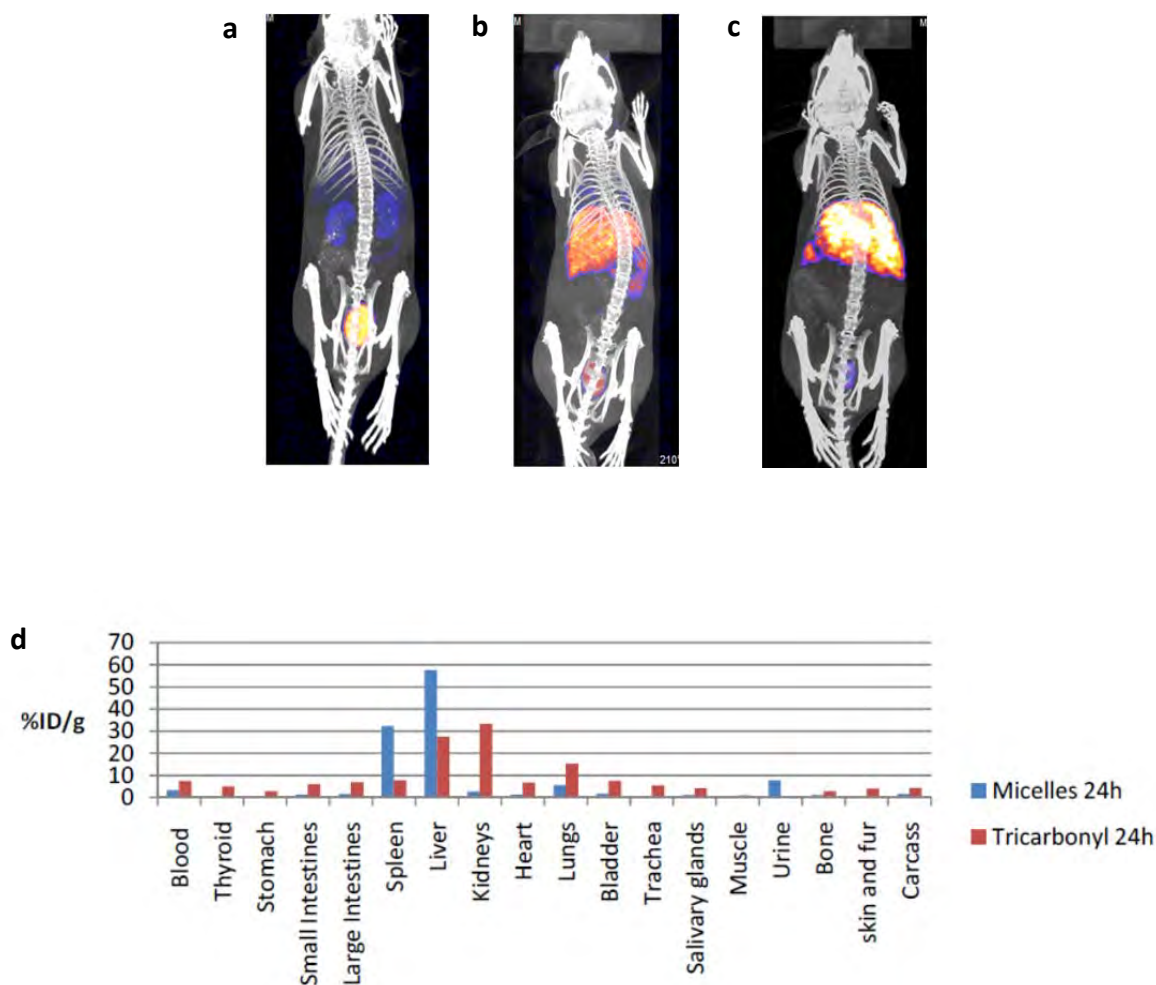 a
b
c
M
M
M
210°
d
70
60
50
40
30
20
10
0
%ID/g
Blood
Thyroid
Stomach
Small Intestines
Large Intestines
Spleen
Liver
Kidneys
Heart
Lungs
Bladder
Trachea
Salivary glands
Muscle
Urine
Bone
skin and fur
Carcass
Micelles 24h
Tricarbonyl 24h